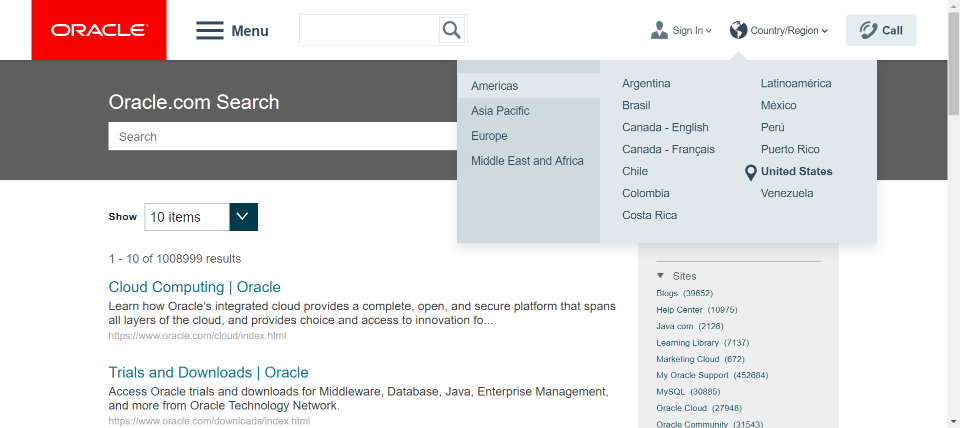 ORACLE
Menu
Sign In
Country/Region
Call
Americas
Asia Pacific
Europe
Middle East and Africa
Argentina
Brasil
Canada - English
Canada - Français
Chile
Colombia
Costa Rica
Latinoamérica
México
Perú
Puerto Rico
United States
Venezuela
Oracle.com Search
Search
Show
10 items
1 - 10 of 1008999 results
Cloud Computing | Oracle
Learn how Oracle's integrated cloud provides a complete, open, and secure platform that spans
all layers of the cloud, and provides choice and access to innovation fo...
https://www.oracle.com/cloud/index.html
Trials and Downloads | Oracle
Access Oracle trials and downloads for Middleware, Database, Java, Enterprise Management,
and more from Oracle Technology Network.
https://www.oracle.com/downloads/index.html
Sites
Blogs (39652)
Help Center (10975)
Java.com (2126)
Learning Library (7137)
Marketing Cloud (672)
My Oracle Support (452684)
MySQL (30885)
Oracle Cloud (27948)
Oracle Community (31543)